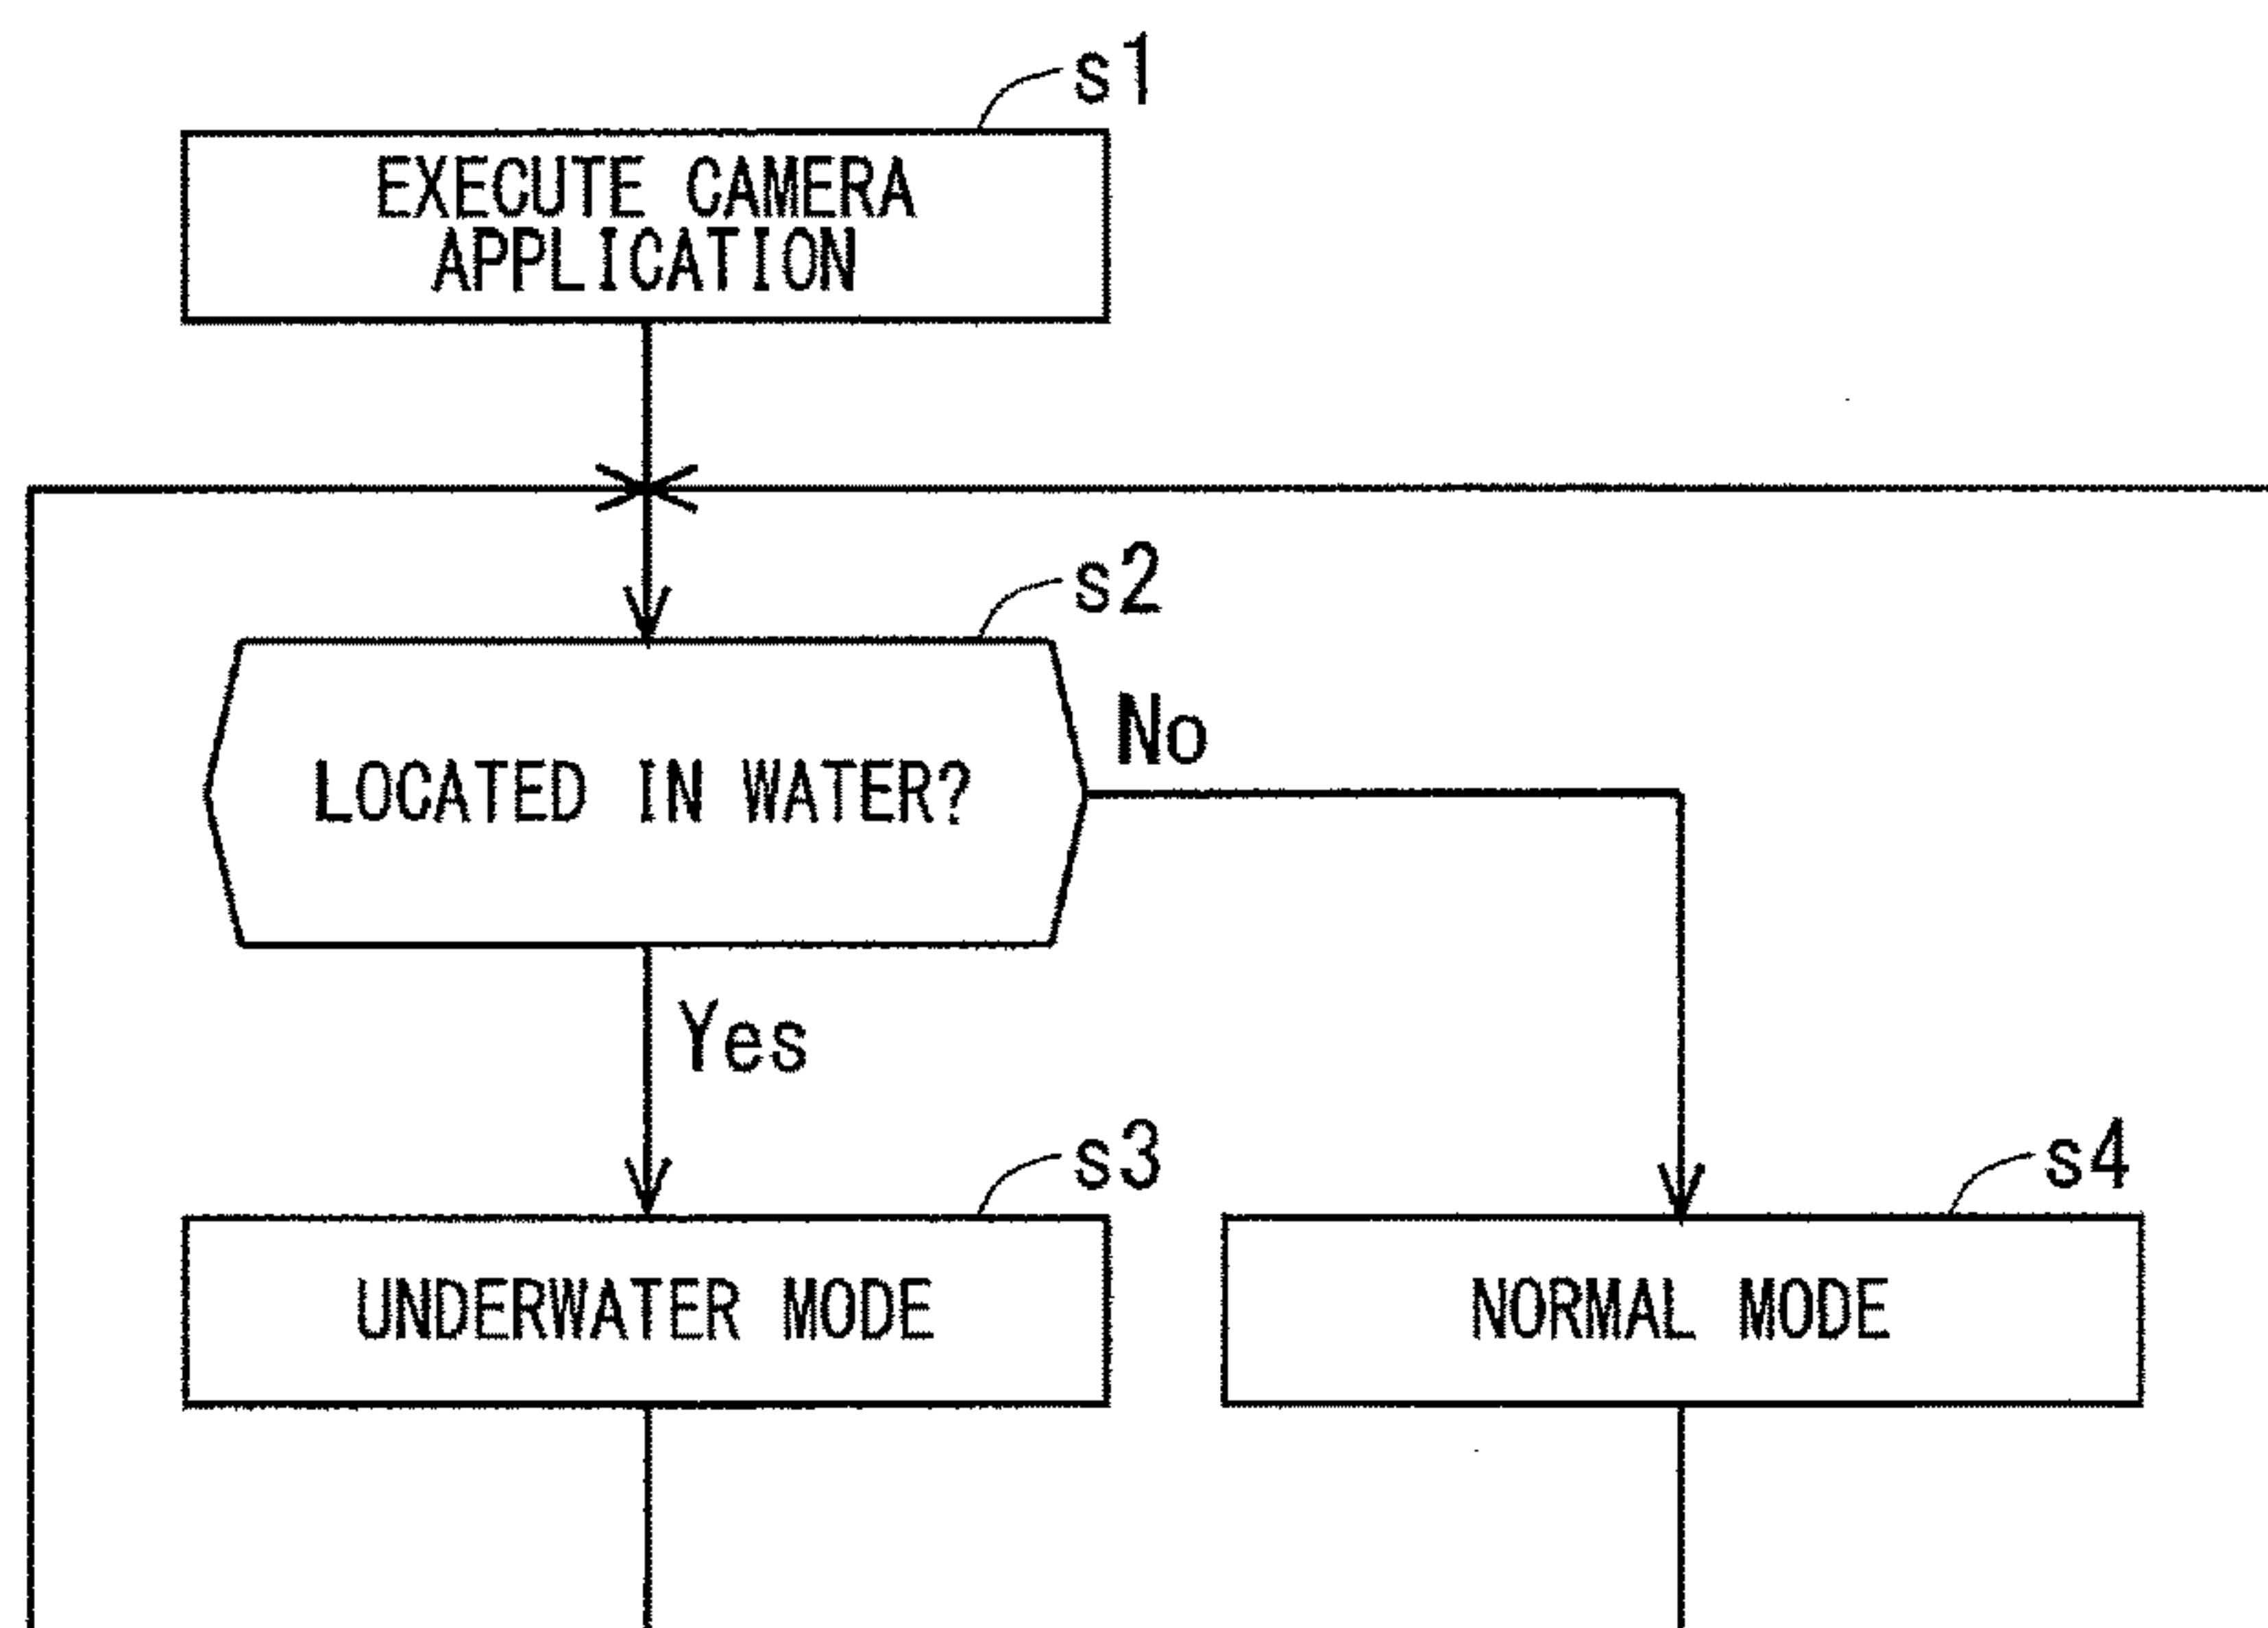 s1
EXECUTE CAMERA
APPLICATION
s2
LOCATED IN WATER?
No
Yes
s3
s4
UNDERWATER MODE
NORMAL MODE